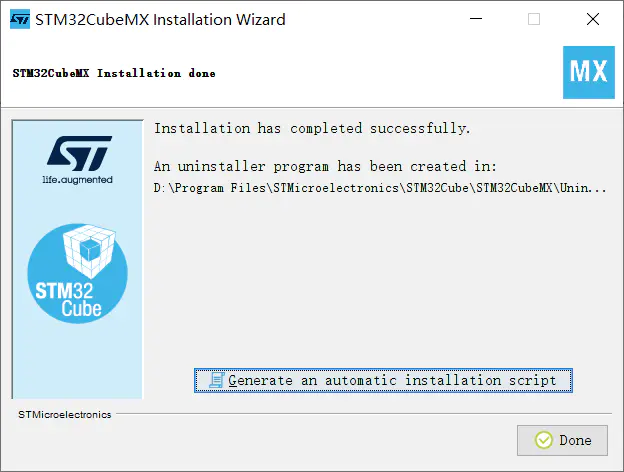 STM32CubeMX Installation Wizard
STM32CubeMX Installation done
MX
Installation has completed successfully.
An uninstaller program has been created in:
D:\Program Files\STMicroelectronics\STM32Cube\STM32CubeMX\Unin...
ST
life.augmented
STM32
Cube
Generate an automatic installation script
STMicroelectronics
Done